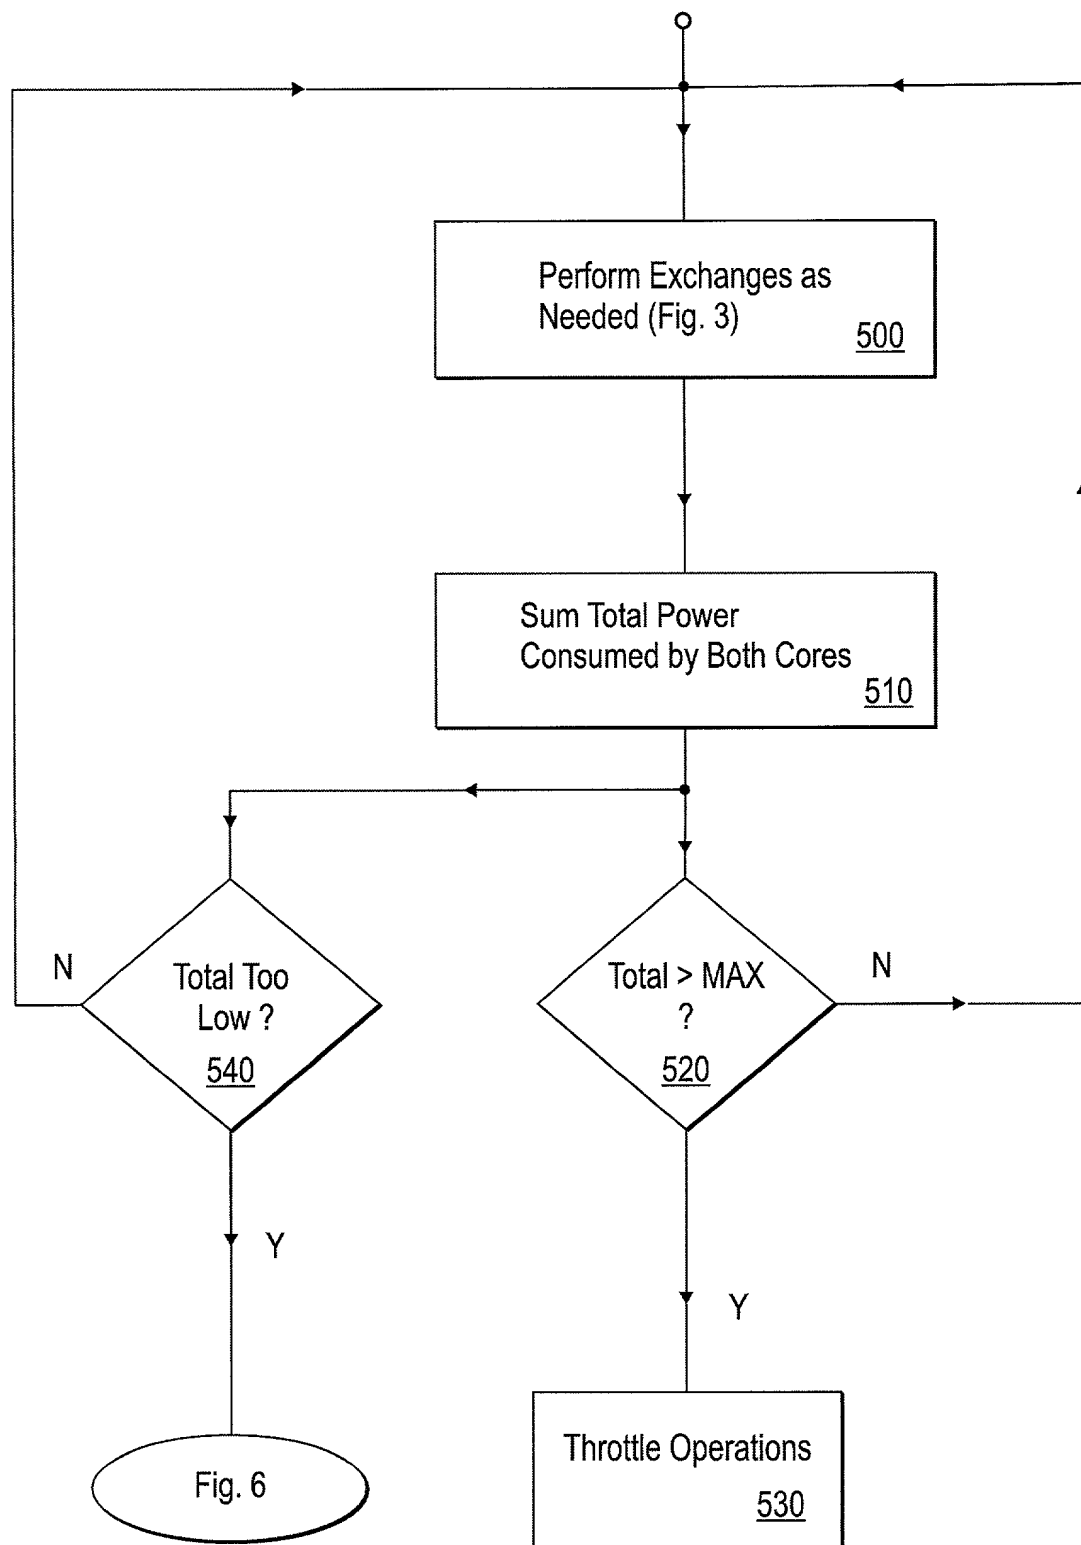 Perform Exchanges as
Needed (Fig. 3)
500
Sum Total Power
Consumed by Both Cores
510
N
Total Too
Low ?
540
Total > MAX
?
520
N
Y
Y
Fig. 6
Throttle Operations
530